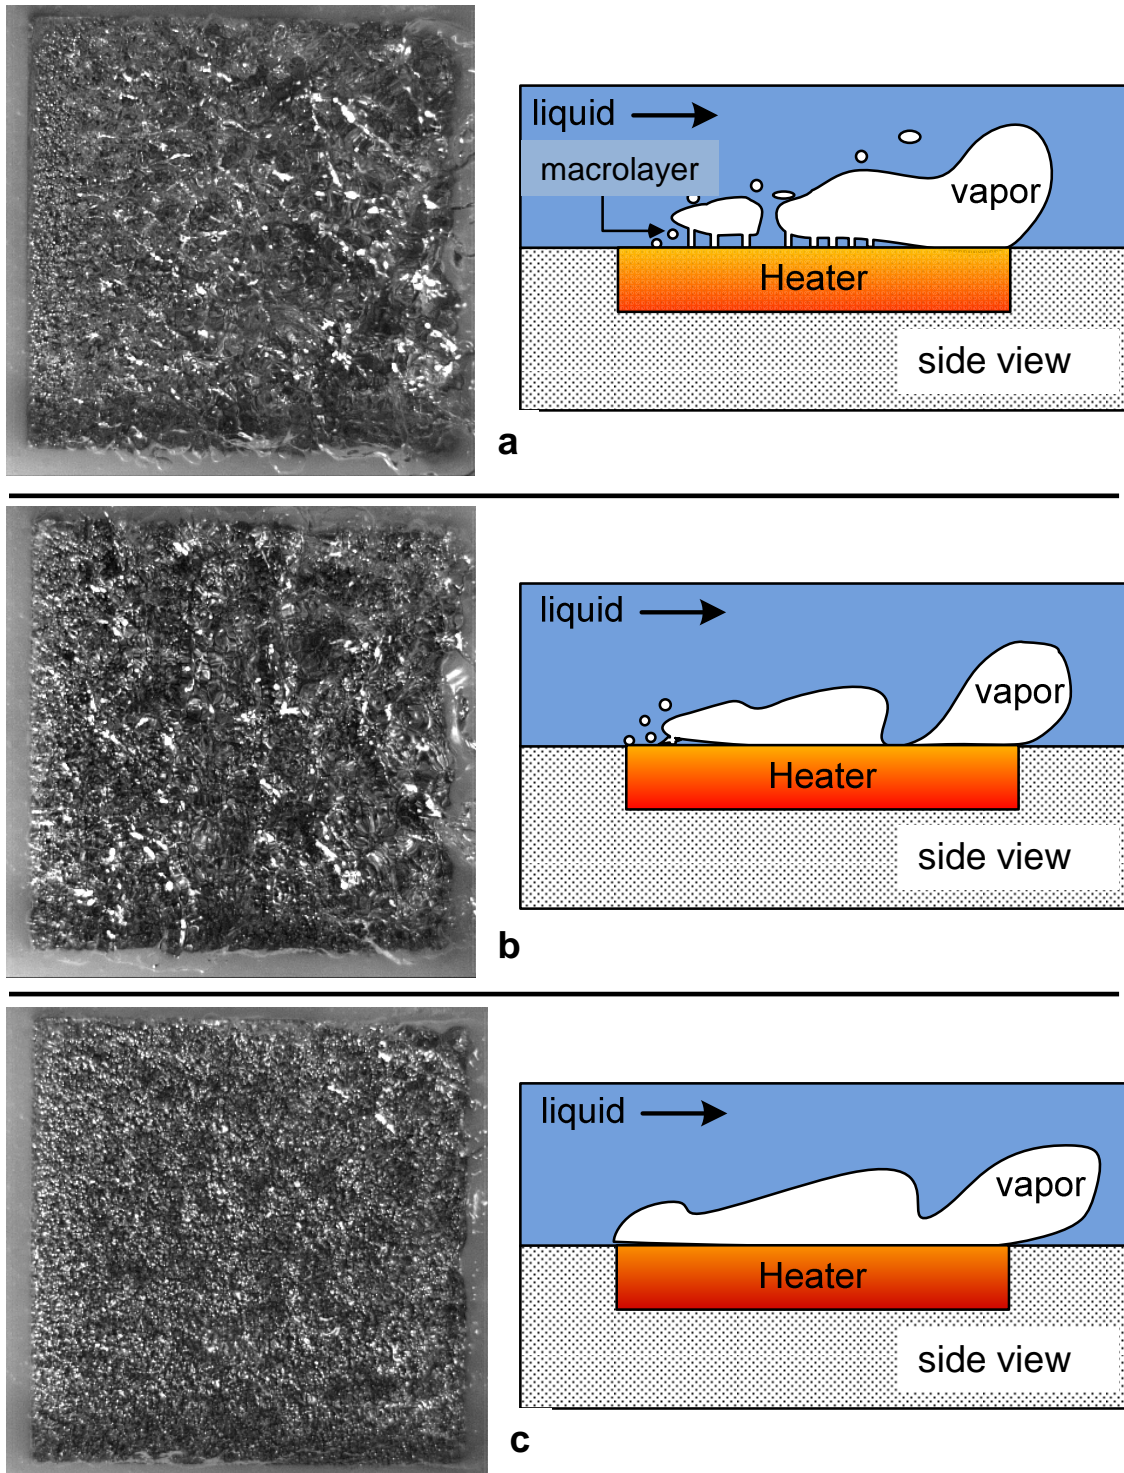 liquid
macrolayer
vapor
Heater
side view
a
liquid
vapor
Heater
side view
b
liquid
vapor
Heater
side view
c